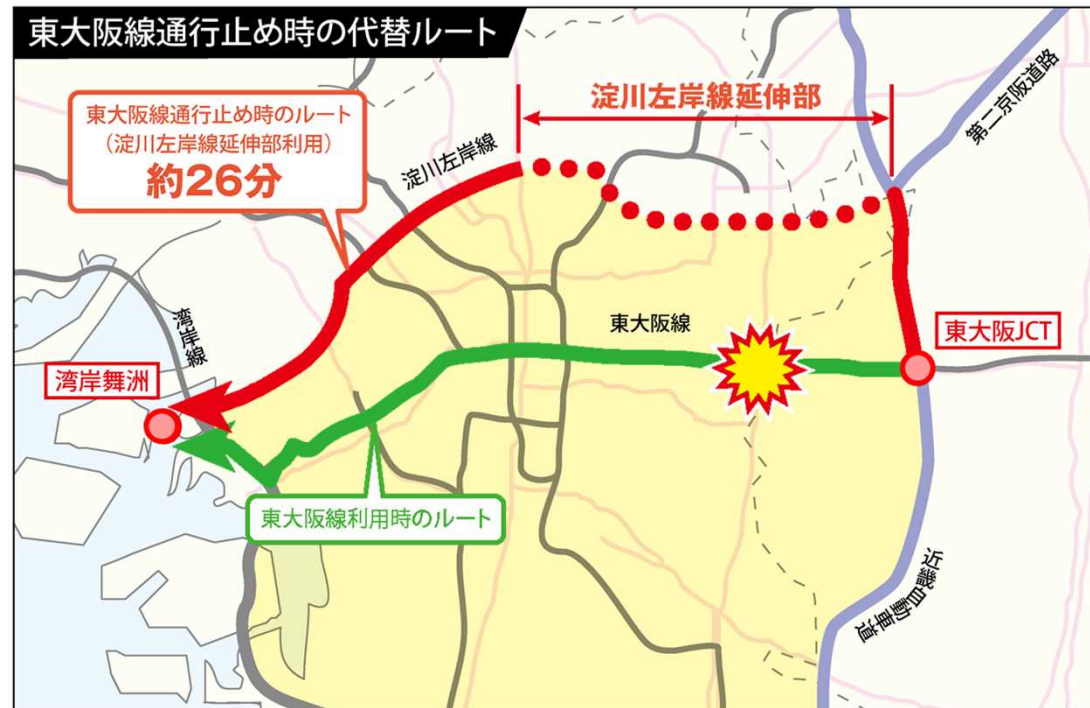 東大阪線通行止め時の代替ルート
東大阪線通行止め時のルート
（淀川左岸線延伸部利用）
約26分
淀川左岸線
淀川左岸線延伸部
第二京阪道路
湾岸線
湾岸舞洲
東大阪線
東大阪JCT
東大阪線利用時のルート
近畿自動車道